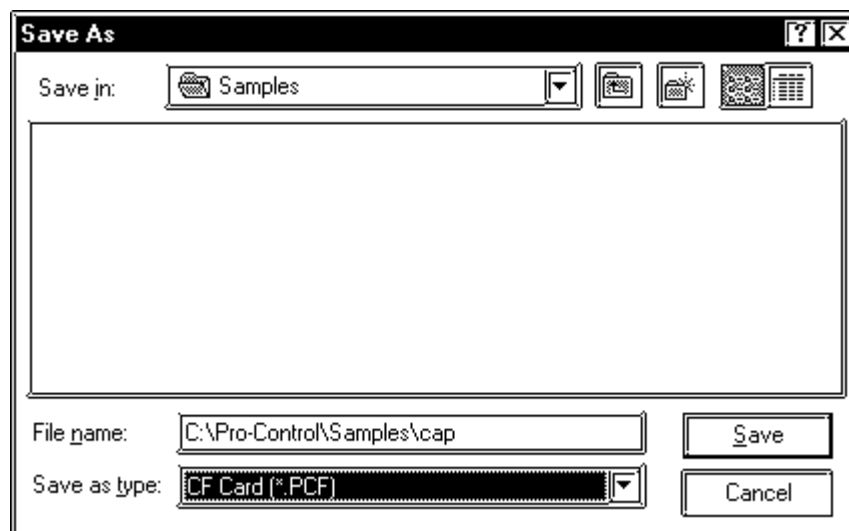 Save As
Save in: Samples
File name: C:\Pro-Control\Samples\cap Save
Save as type: CF Card (*.PCF) Cancel